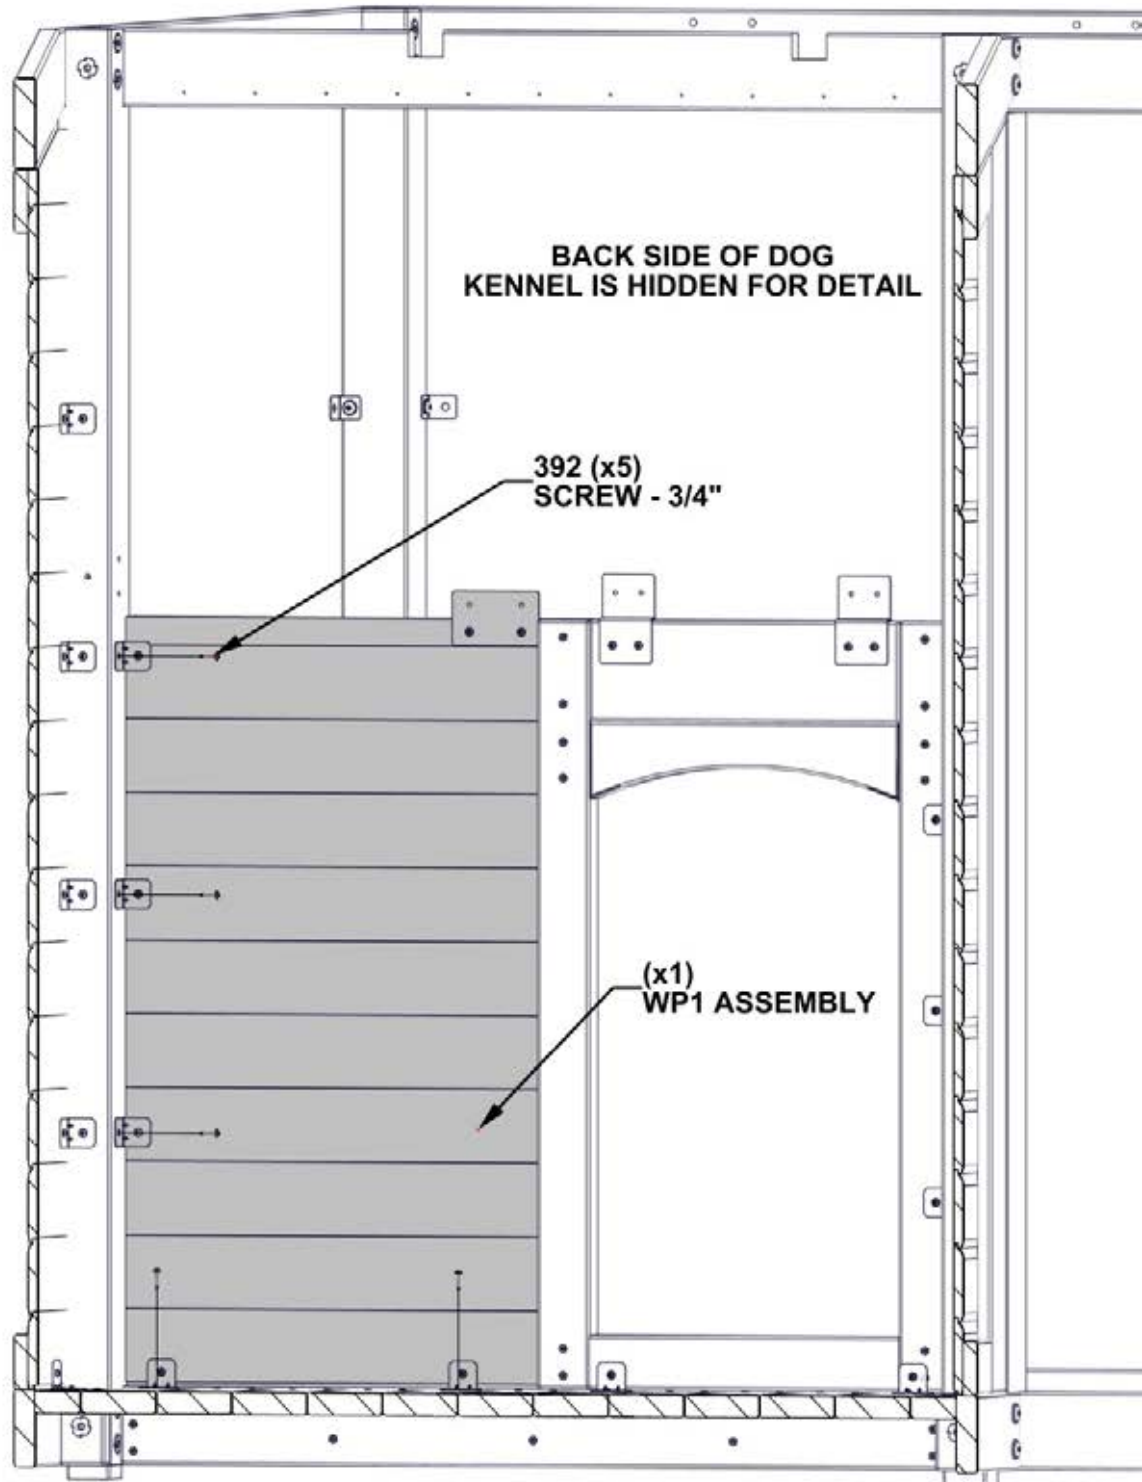 BACK SIDE OF DOG
KENNEL IS HIDDEN FOR DETAIL
392 (x5)
SCREW - 3/4"
(x1)
WP1 ASSEMBLY